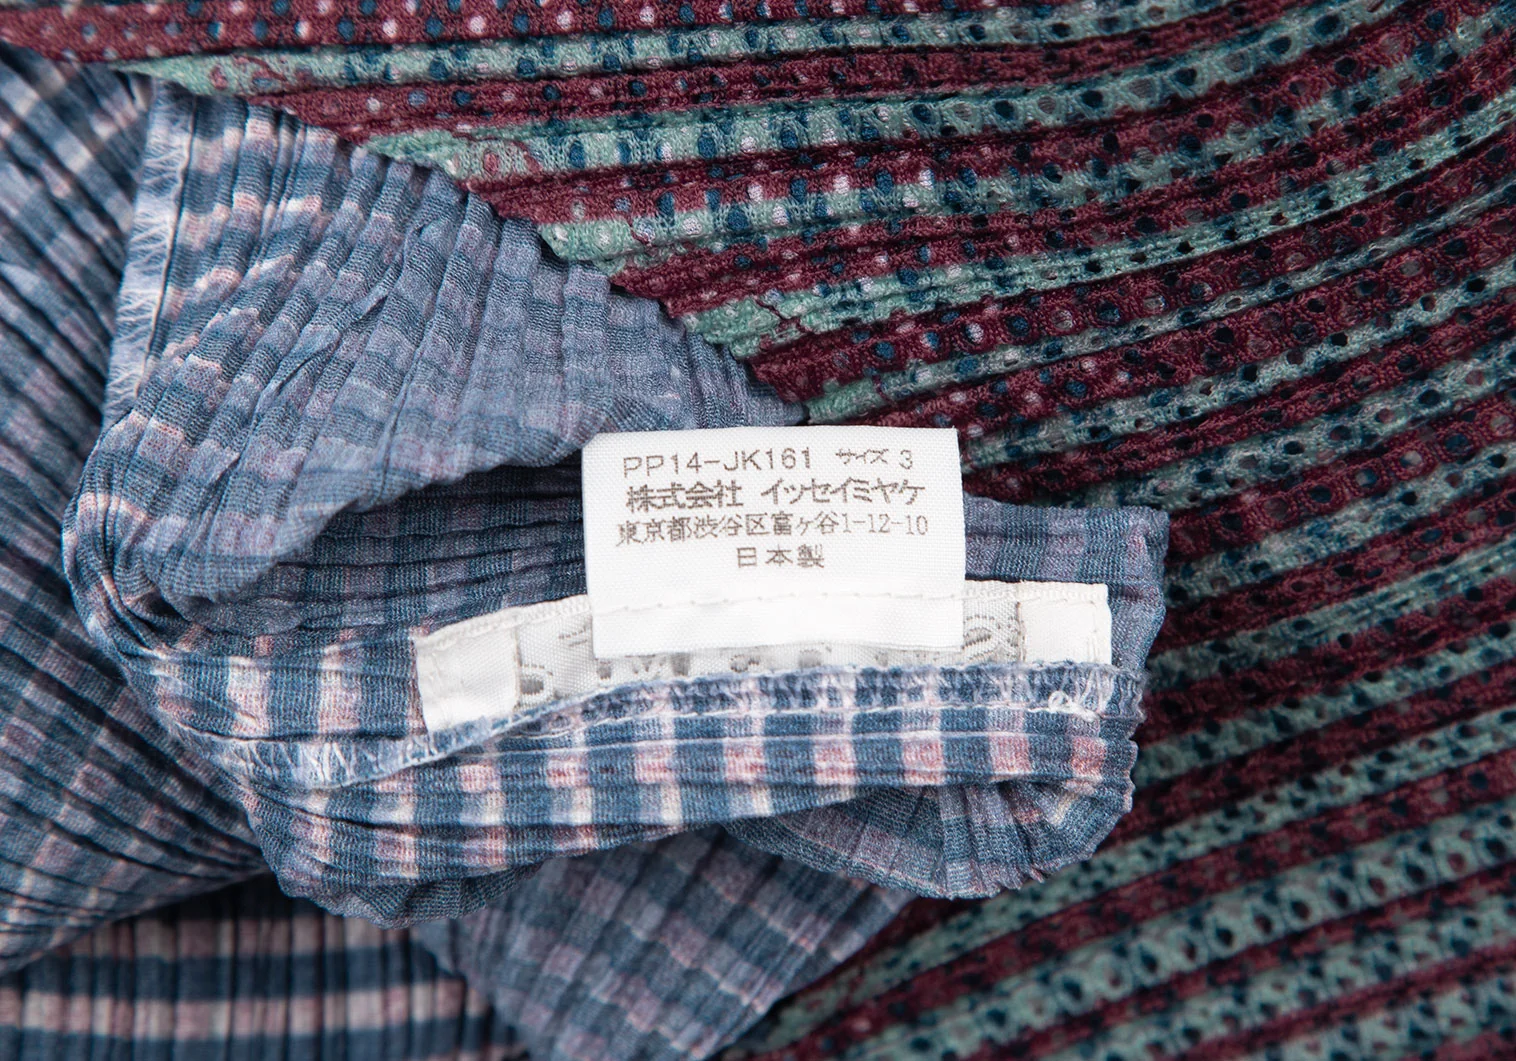 PP14-JK161 サイズ 3
株式会社 イッセイミヤケ
東京都渋谷区富ヶ谷1-12-10
日本製